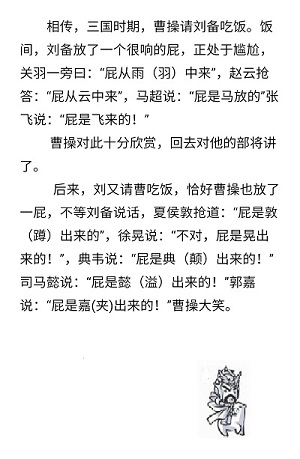 相传，三国时期，曹操请刘备吃饭。饭
间，刘备放了一个很响的屁，正处于尴尬，
关羽一旁曰：“屁从雨（羽）中来”，赵云抢
答：“屁从云中来”，马超说：“屁是马放的”张
飞说：“屁是飞来的！”
曹操对此十分欣赏，回去对他的部将讲
了。
后来，刘又请曹吃饭，恰好曹操也放了
一屁，不等刘备说话，夏侯敦抢道：“屁是敦
（蹲）出来的”，徐晃说：“不对，屁是晃出
来的！”，典韦说：“屁是典（颠）出来的！”
司马懿说：“屁是懿（溢）出来的！”郭嘉
说：“屁是嘉(夹)出来的！”曹操大笑。